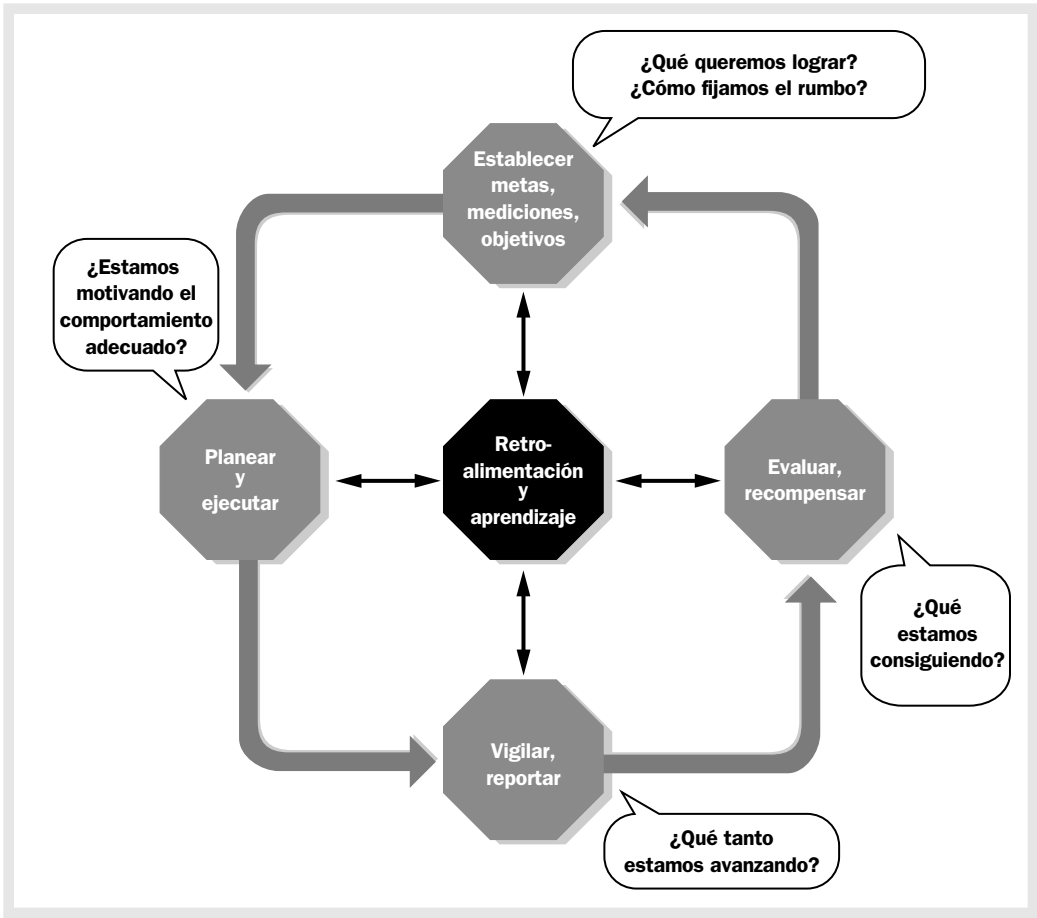 ¿Qué queremos lograr?
¿Cómo fijamos el rumbo?
Establecer
metas,
mediciones,
objetivos
¿Estamos
motivando el
comportamiento
adecuado?
Planear
y
ejecutar
Retro-
alimentación
y
aprendizaje
Evaluar,
recompensar
¿Qué
estamos
consiguiendo?
Vigilar,
reportar
¿Qué tanto
estamos avanzando?